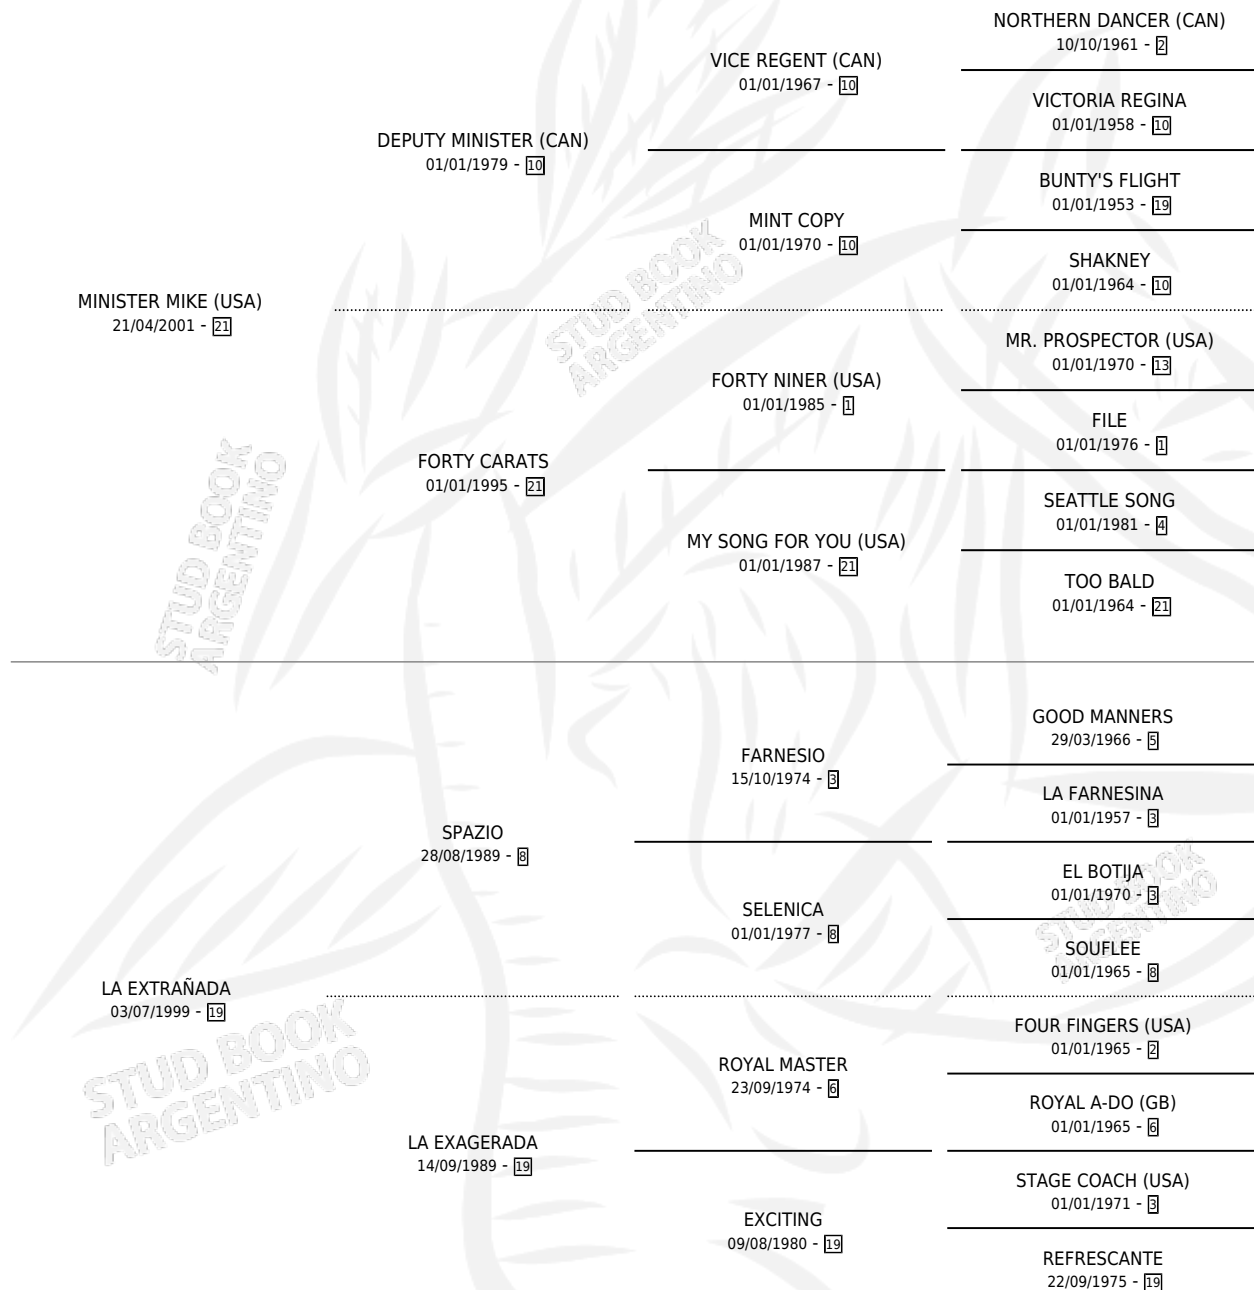 NORTHERN DANCER (CAN)
10/10/1961 - 2
VICE REGENT (CAN)
01/01/1967 - 10
VICTORIA REGINA
01/01/1958 - 10
DEPUTY MINISTER (CAN)
01/01/1979 - 10
BUNTY'S FLIGHT
01/01/1953 - 19
MINT COPY
01/01/1970 - 10
SHAKNEY
01/01/1964 - 10
MINISTER MIKE (USA)
21/04/2001 - 21
MR. PROSPECTOR (USA)
01/01/1970 - 13
FORTY NINER (USA)
01/01/1985 - 1
FILE
01/01/1976 - 1
FORTY CARATS
01/01/1995 - 21
SEATTLE SONG
01/01/1981 - 4
MY SONG FOR YOU (USA)
01/01/1987 - 21
TOO BALD
01/01/1964 - 21
GOOD MANNERS
29/03/1966 - 5
FARNESIO
15/10/1974 - 3
LA FARNESINA
01/01/1957 - 3
SPAZIO
28/08/1989 - 8
EL BOTIJA
01/01/1970 - 3
SELENICA
01/01/1977 - 8
SOUFLEE
01/01/1965 - 8
LA EXTRAÑADA
03/07/1999 - 19
FOUR FINGERS (USA)
01/01/1965 - 2
ROYAL MASTER
23/09/1974 - 6
ROYAL A-DO (GB)
01/01/1965 - 6
LA EXAGERADA
14/09/1989 - 19
STAGE COACH (USA)
01/01/1971 - 3
EXCITING
09/08/1980 - 19
REFRESCANTE
22/09/1975 - 19
STUD BOOK
ARGENTINO
STUD BOOK
ARGENTINO
STUD BOOK
ARGENTINO
STUD BOOK
ARGENTINO